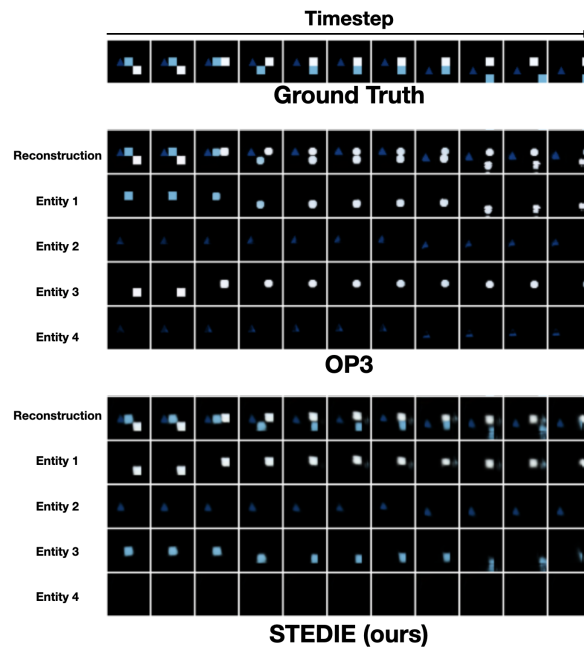 Timestep
Ground Truth
Reconstruction
Entity 1
Entity 2
Entity 3
Entity 4
OP3
Reconstruction
Entity 1
Entity 2
Entity 3
Entity 4
STEDIE (ours)